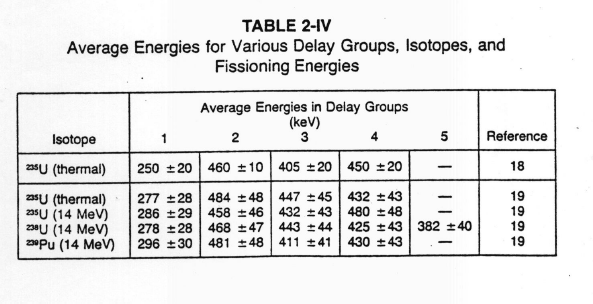 TABLE 2-IV
Average Energies for Various Delay Groups, Isotopes, and
Fissioning Energies
Average Energies in Delay Groups
(keV)
Isotope 1 2 3 4 5 Reference
²³⁵U (thermal) 250 ±20 460 ±10 405 ±20 450 ±20 — 18
²³⁵U (thermal) 277 ±28 484 ±48 447 ±45 432 ±43 — 19
²³⁵U (14 MeV) 286 ±29 458 ±46 432 ±43 480 ±48 — 19
²³⁸U (14 MeV) 278 ±28 468 ±47 443 ±44 425 ±43 382 ±40 19
²³⁹Pu (14 MeV) 296 ±30 481 ±48 411 ±41 430 ±43 — 19